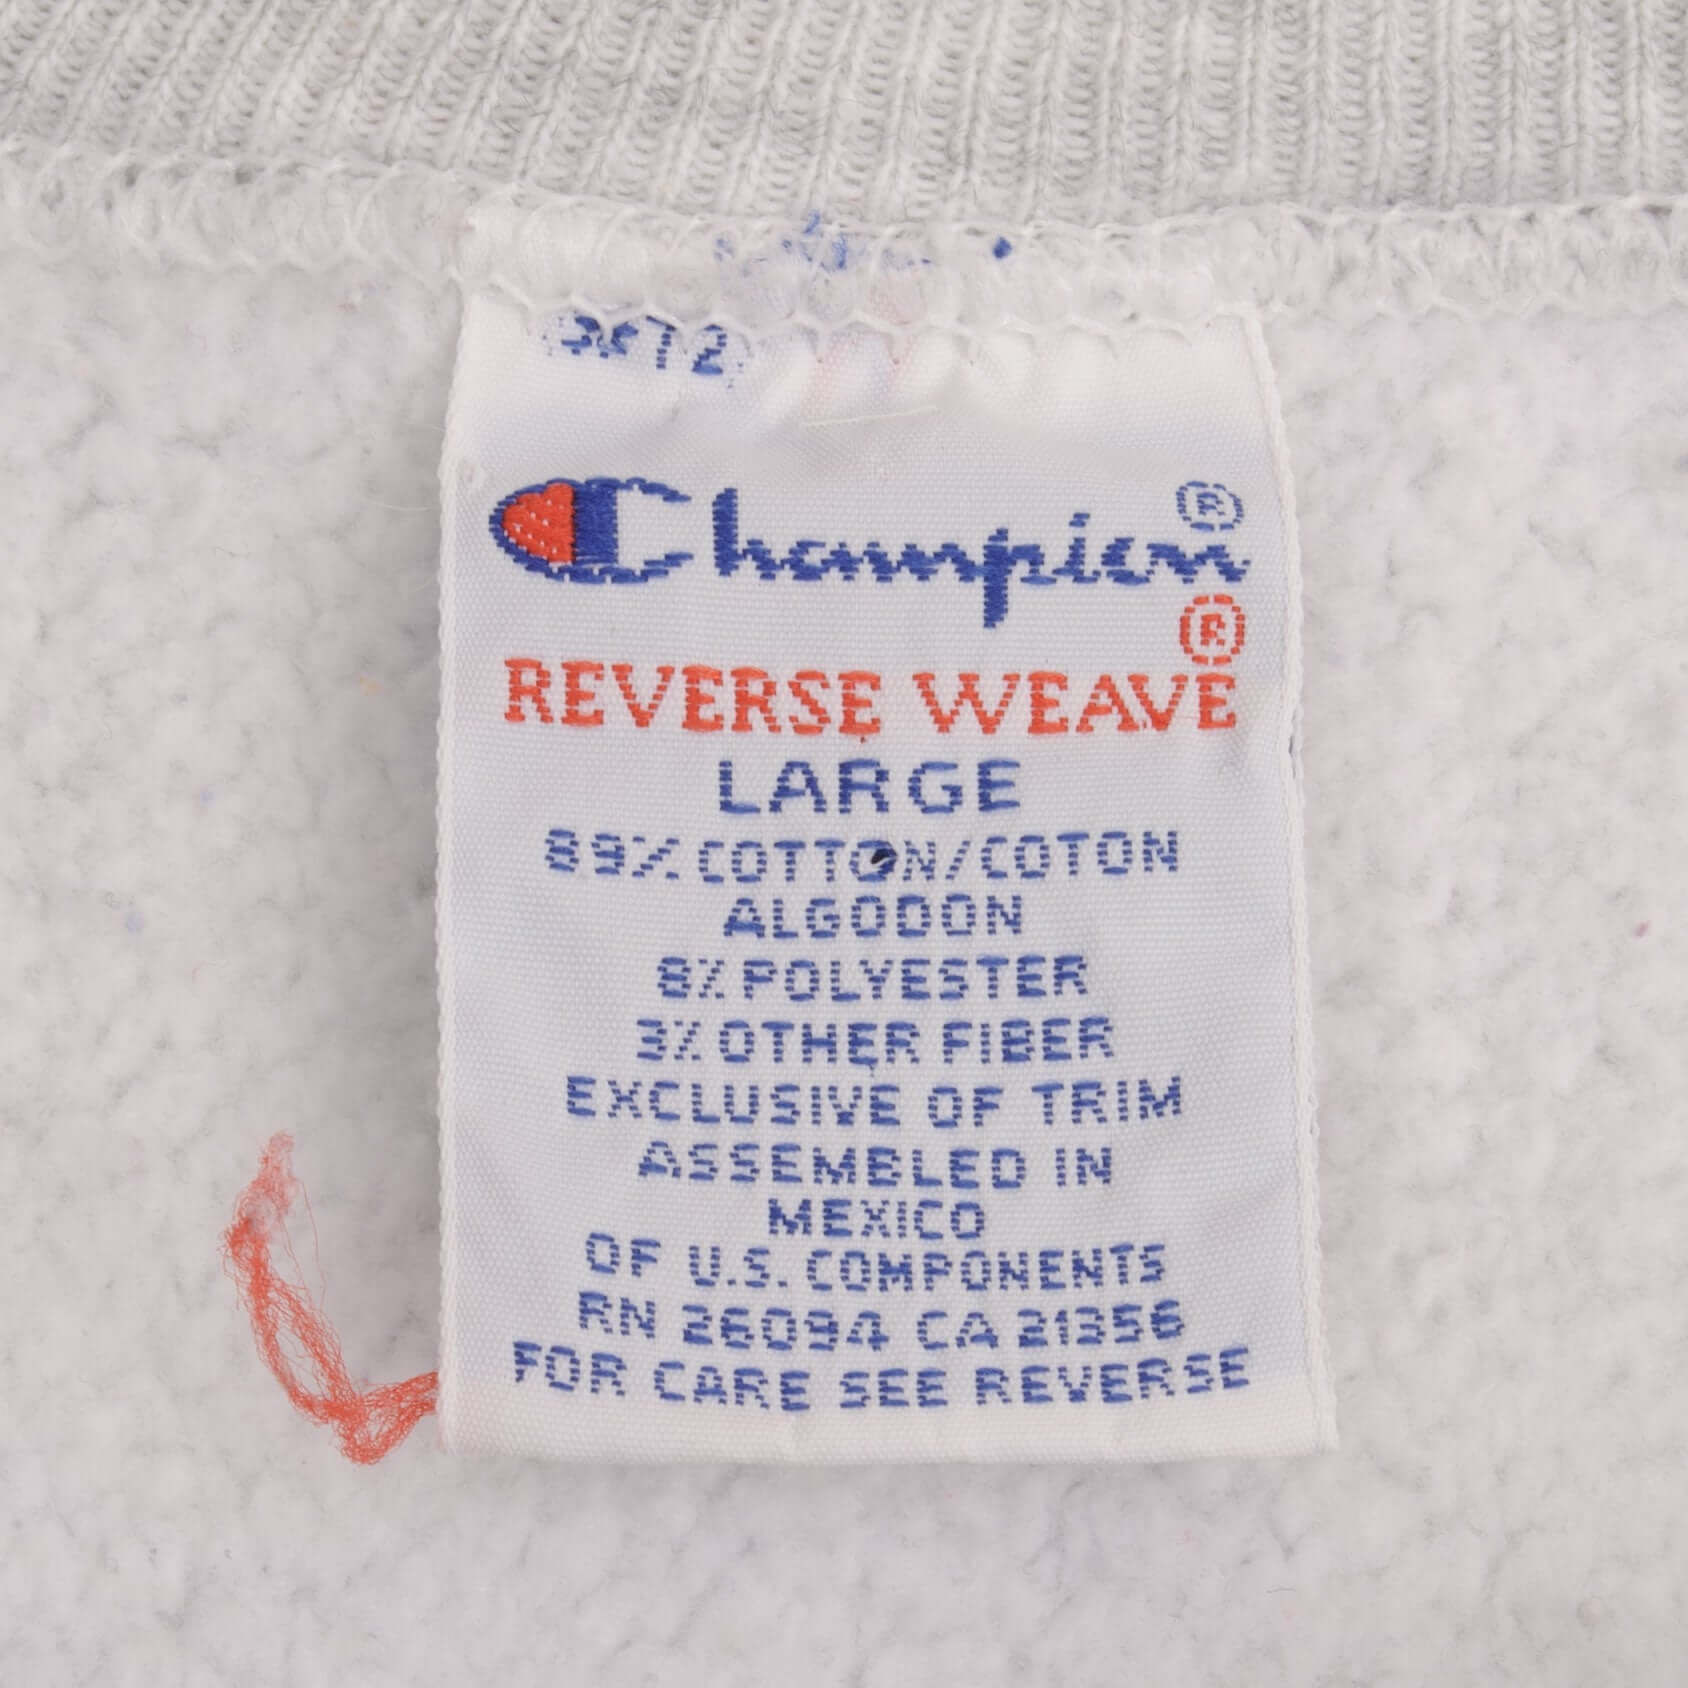 Champion®
REVERSE WEAVE®
LARGE
89% COTTON/COTON
ALGODON
8% POLYESTER
3% OTHER FIBER
EXCLUSIVE OF TRIM
ASSEMBLED IN
MEXICO
OF U.S. COMPONENTS
RN 26094 CA 21356
FOR CARE SEE REVERSE